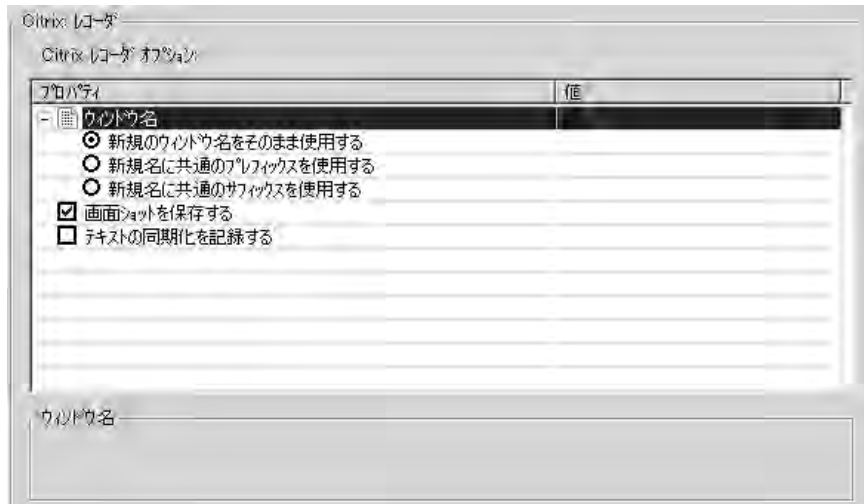 Citrix レコーダ
Citrix レコーダ オプション:
プロパティ 値
ウィンドウ名
新規のウィンドウ名をそのまま使用する
新規名に共通のプレフィックスを使用する
新規名に共通のサフィックスを使用する
画面ショットを保存する
テキストの同期化を記録する
ウィンドウ名